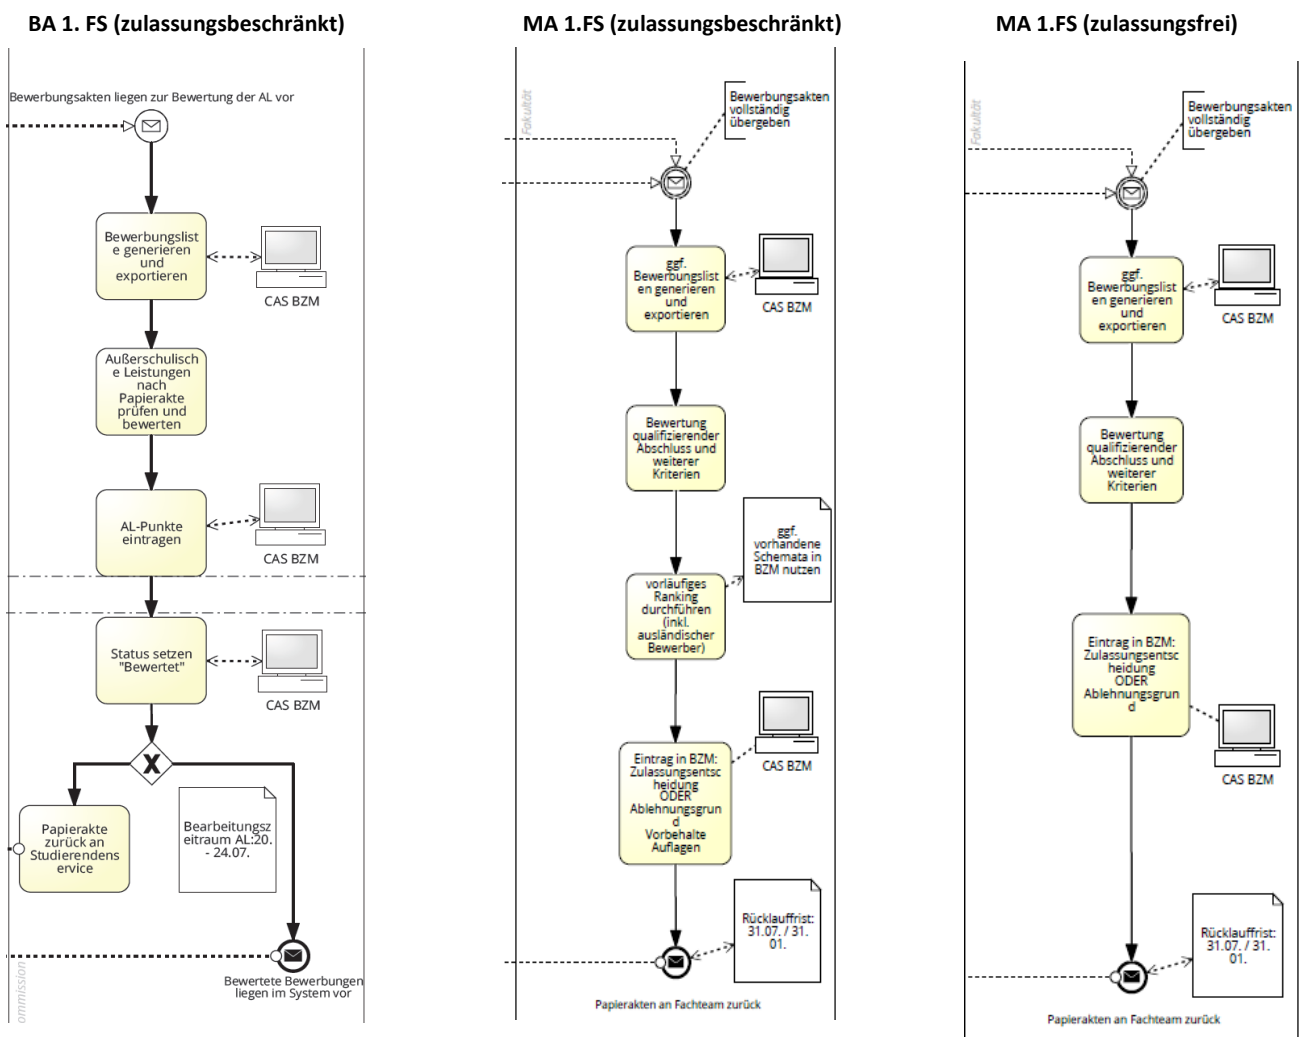 BA 1. FS (zulassungsbeschränkt)
Bewerbungsakten liegen zur Bewertung der AL vor
Bewerbungslist
e generieren
und
exportieren
CAS BZM
Außerschulisch
e Leistungen
nach
Papierakte
prüfen und
bewerten
AL-Punkte
eintragen
CAS BZM
Status setzen
"Bewertet"
CAS BZM
X
Papierakte
zurück an
Studierendens
ervice
Bearbeitungsz
eitraum AL:20.
- 24.07.
Bewertete Bewerbungen
liegen im System vor
ommission
MA 1.FS (zulassungsbeschränkt)
Fakultät
Bewerbungsakten
vollständig
übergeben
ggf.
Bewerbungslist
en generieren
und
exportieren
CAS BZM
Bewertung
qualifizierender
Abschluss und
weiterer
Kriterien
ggf.
vorhandene
Schemata in
BZM nutzen
vorläufiges
Ranking
durchführen
(inkl.
ausländischer
Bewerber)
CAS BZM
Eintrag in BZM:
Zulassungsentsc
heidung
ODER
Ablehnungsgrun
d
Vorbehalte
Auflagen
Rücklauffrist:
31.07. / 31.
01.
Papierakten an Fachteam zurück
MA 1.FS (zulassungsfrei)
Fakultät
Bewerbungsakten
vollständig
übergeben
ggf.
Bewerbungslist
en generieren
und
exportieren
CAS BZM
Bewertung
qualifizierender
Abschluss und
weiterer
Kriterien
Eintrag in BZM:
Zulassungsentsc
heidung
ODER
Ablehnungsgrun
d
CAS BZM
Rücklauffrist:
31.07. / 31.
01.
Papierakten an Fachteam zurück